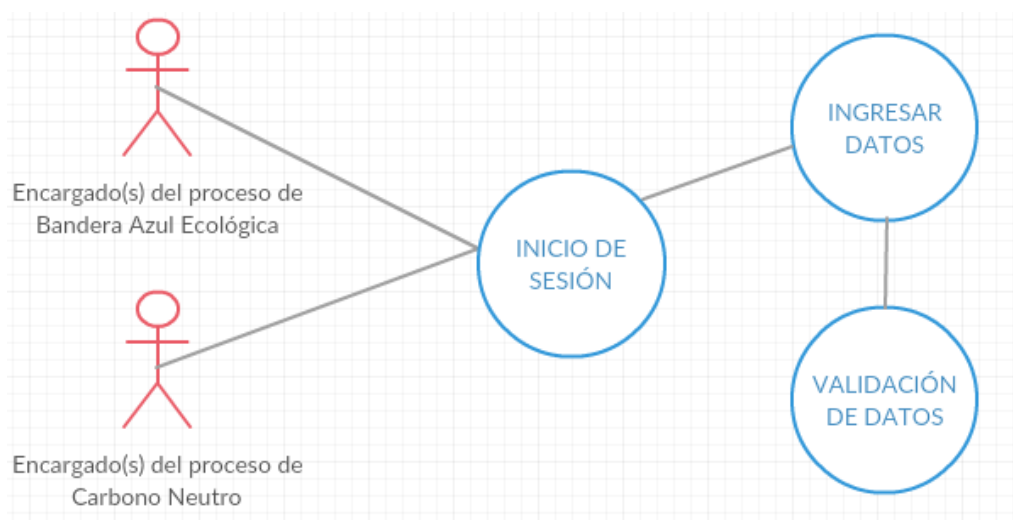 Encargado(s) del proceso de
Bandera Azul Ecológica
Encargado(s) del proceso de
Carbono Neutro
INICIO DE
SESIÓN
INGRESAR
DATOS
VALIDACIÓN
DE DATOS